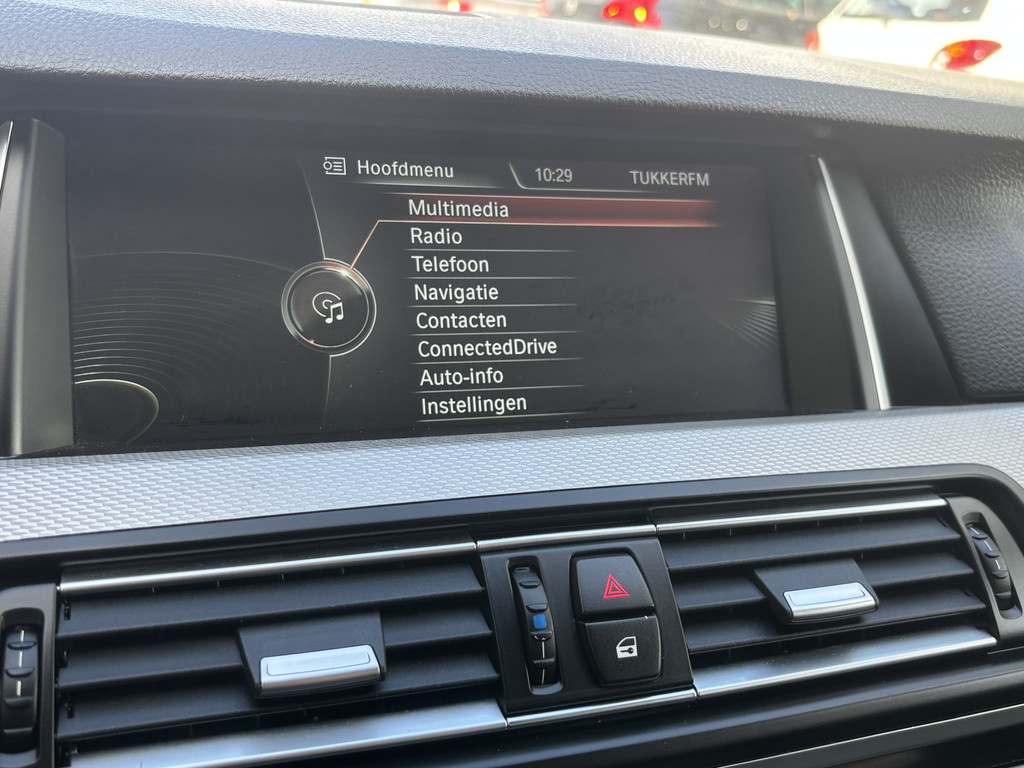 Hoofdmenu 10:29 TUKKERFM
Multimedia
Radio
Telefoon
Navigatie
Contacten
ConnectedDrive
Auto-info
Instellingen